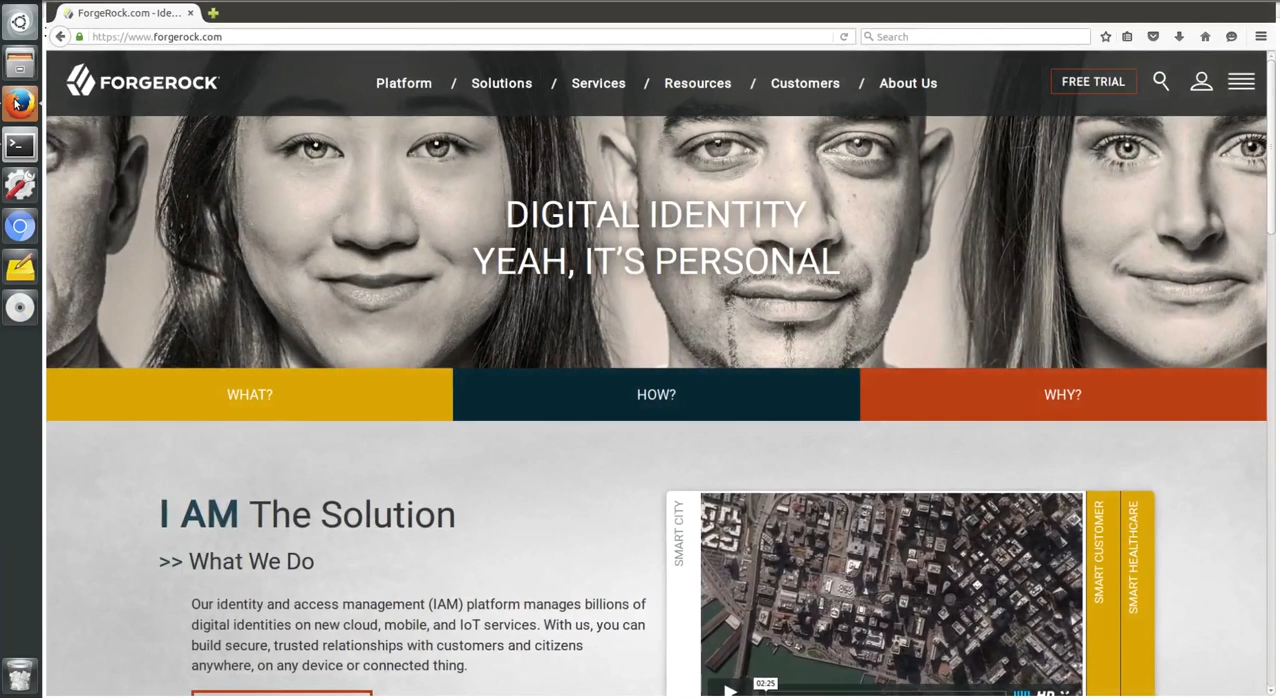 ForgeRock.com - Ide...
https://www.forgerock.com
Search
FORGEROCK
Platform / Solutions / Services / Resources / Customers / About Us
FREE TRIAL
DIGITAL IDENTITY
YEAH, IT'S PERSONAL
WHAT?
HOW?
WHY?
I AM The Solution
>> What We Do
Our identity and access management (IAM) platform manages billions of
digital identities on new cloud, mobile, and IoT services. With us, you can
build secure, trusted relationships with customers and citizens
anywhere, on any device or connected thing.
SMART CITY
SMART CUSTOMER
SMART HEALTHCARE
02:25
HD